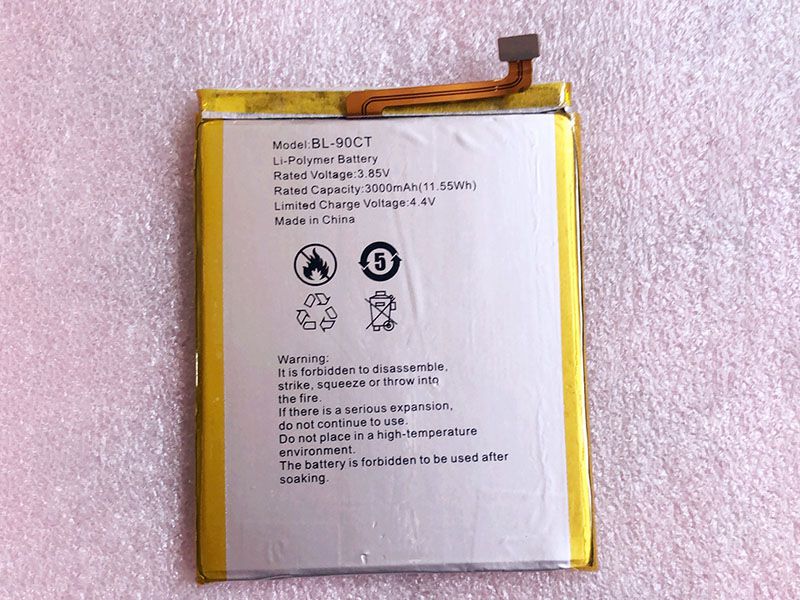 Model:BL-90CT
Li-Polymer Battery
Rated Voltage:3.85V
Rated Capacity:3000mAh(11.55Wh)
Limited Charge Voltage:4.4V
Made in China
5
Warning:
It is forbidden to disassemble,
strike, squeeze or throw into
the fire.
If there is a serious expansion,
do not continue to use.
Do not place in a high-temperature
environment.
The battery is forbidden to be used after
soaking.